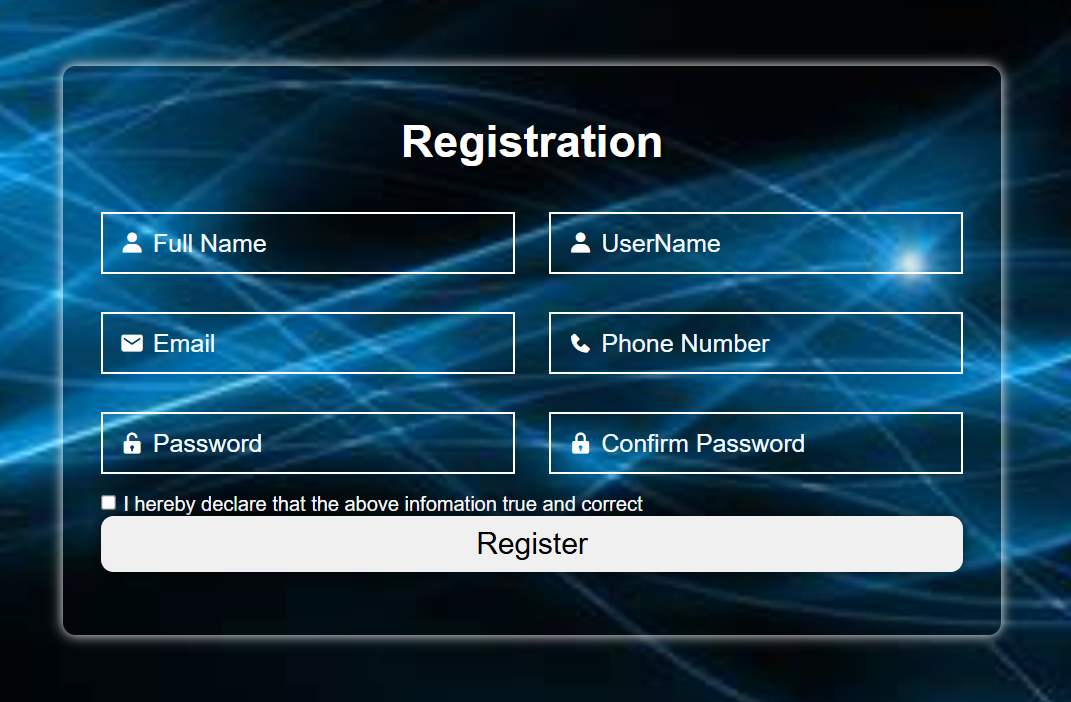 Registration
Full Name
UserName
Email
Phone Number
Password
Confirm Password
I hereby declare that the above infomation true and correct
Register